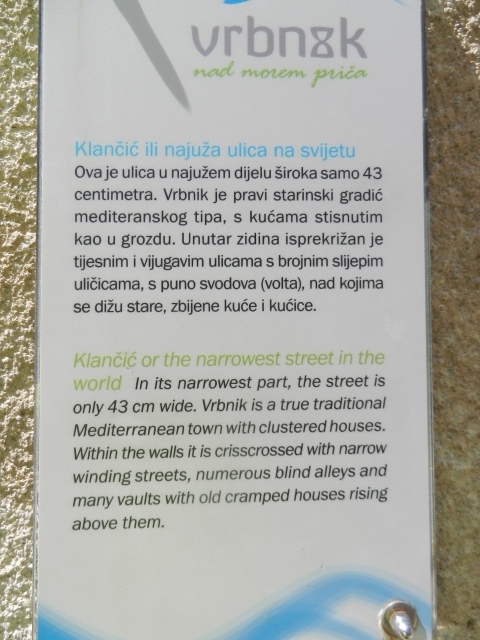 vrbnik
nad morem priča
Klančić ili najuža ulica na svijetu
Ova je ulica u najužem dijelu široka samo 43
centimetra. Vrbnik je pravi starinski gradić
mediteranskog tipa, s kućama stisnutim
kao u grozdu. Unutar zidina isprekrižan je
tijesnim i vijugavim ulicama s brojnim slijepim
uličicama, s puno svodova (volta), nad kojima
se dižu stare, zbijene kuće i kućice.
Klančić or the narrowest street in the
world In its narrowest part, the street is
only 43 cm wide. Vrbnik is a true traditional
Mediterranean town with clustered houses.
Within the walls it is crisscrossed with narrow
winding streets, numerous blind alleys and
many vaults with old cramped houses rising
above them.